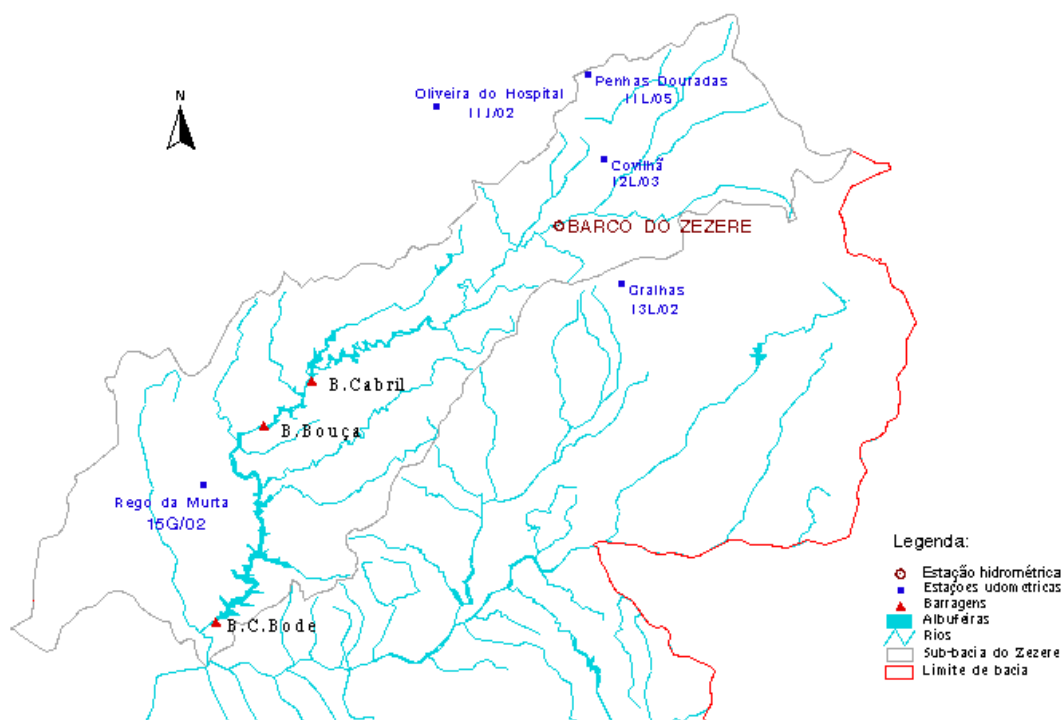 N
Oliveira do Hospital
11J/02
Penhas Douradas
11L/05
Covilhã
12L/03
BARCO DO ZEZERE
Gralhas
13L/02
B.Cabril
B.Bouça
Rego da Murta
15G/02
B.C.Bode
Legenda:
Estação hidrométrica
Estações udometricas
Barragens
Albufeiras
Rios
Sub-bacia do Zezere
Limite de bacia